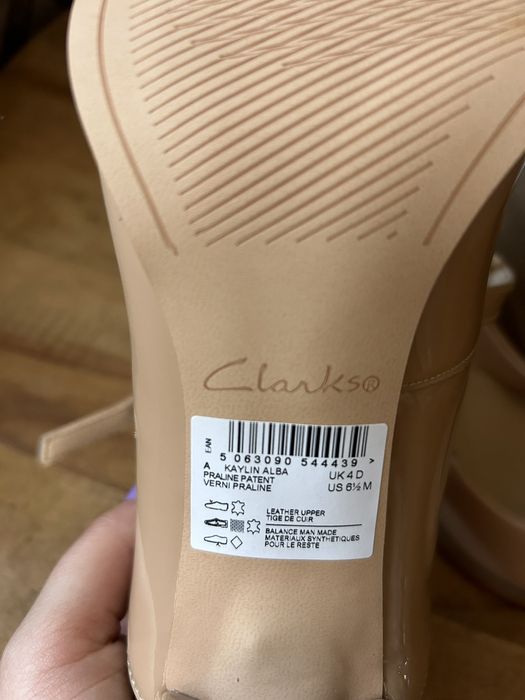 Clarks®
EAN
5 063090 544439 >
A KAYLIN ALBA UK 4 D
PRALINE PATENT US 6½ M
VERNI PRALINE
LEATHER UPPER
TIGE DE CUIR
BALANCE MAN MADE
MATERIAUX SYNTHETIQUES
POUR LE RESTE